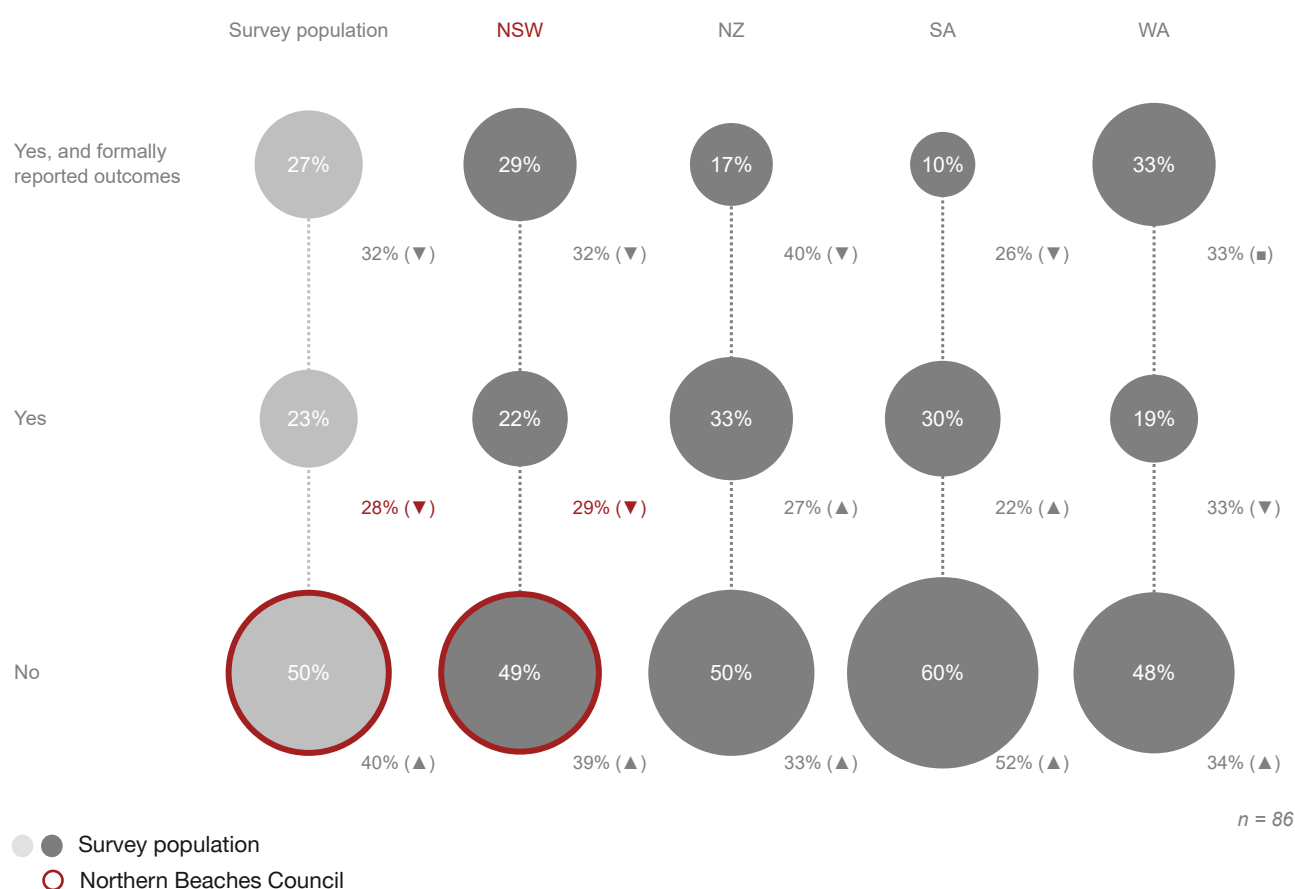 Survey population NSW NZ SA WA
Yes, and formally
reported outcomes
27% 29% 17% 10% 33%
32% (▼) 32% (▼) 40% (▼) 26% (▼) 33% (■)
Yes 23% 22% 33% 30% 19%
28% (▼) 29% (▼) 27% (▲) 22% (▲) 33% (▼)
No 50% 49% 50% 60% 48%
40% (▲) 39% (▲) 33% (▲) 52% (▲) 34% (▲)
n = 86
Survey population
Northern Beaches Council